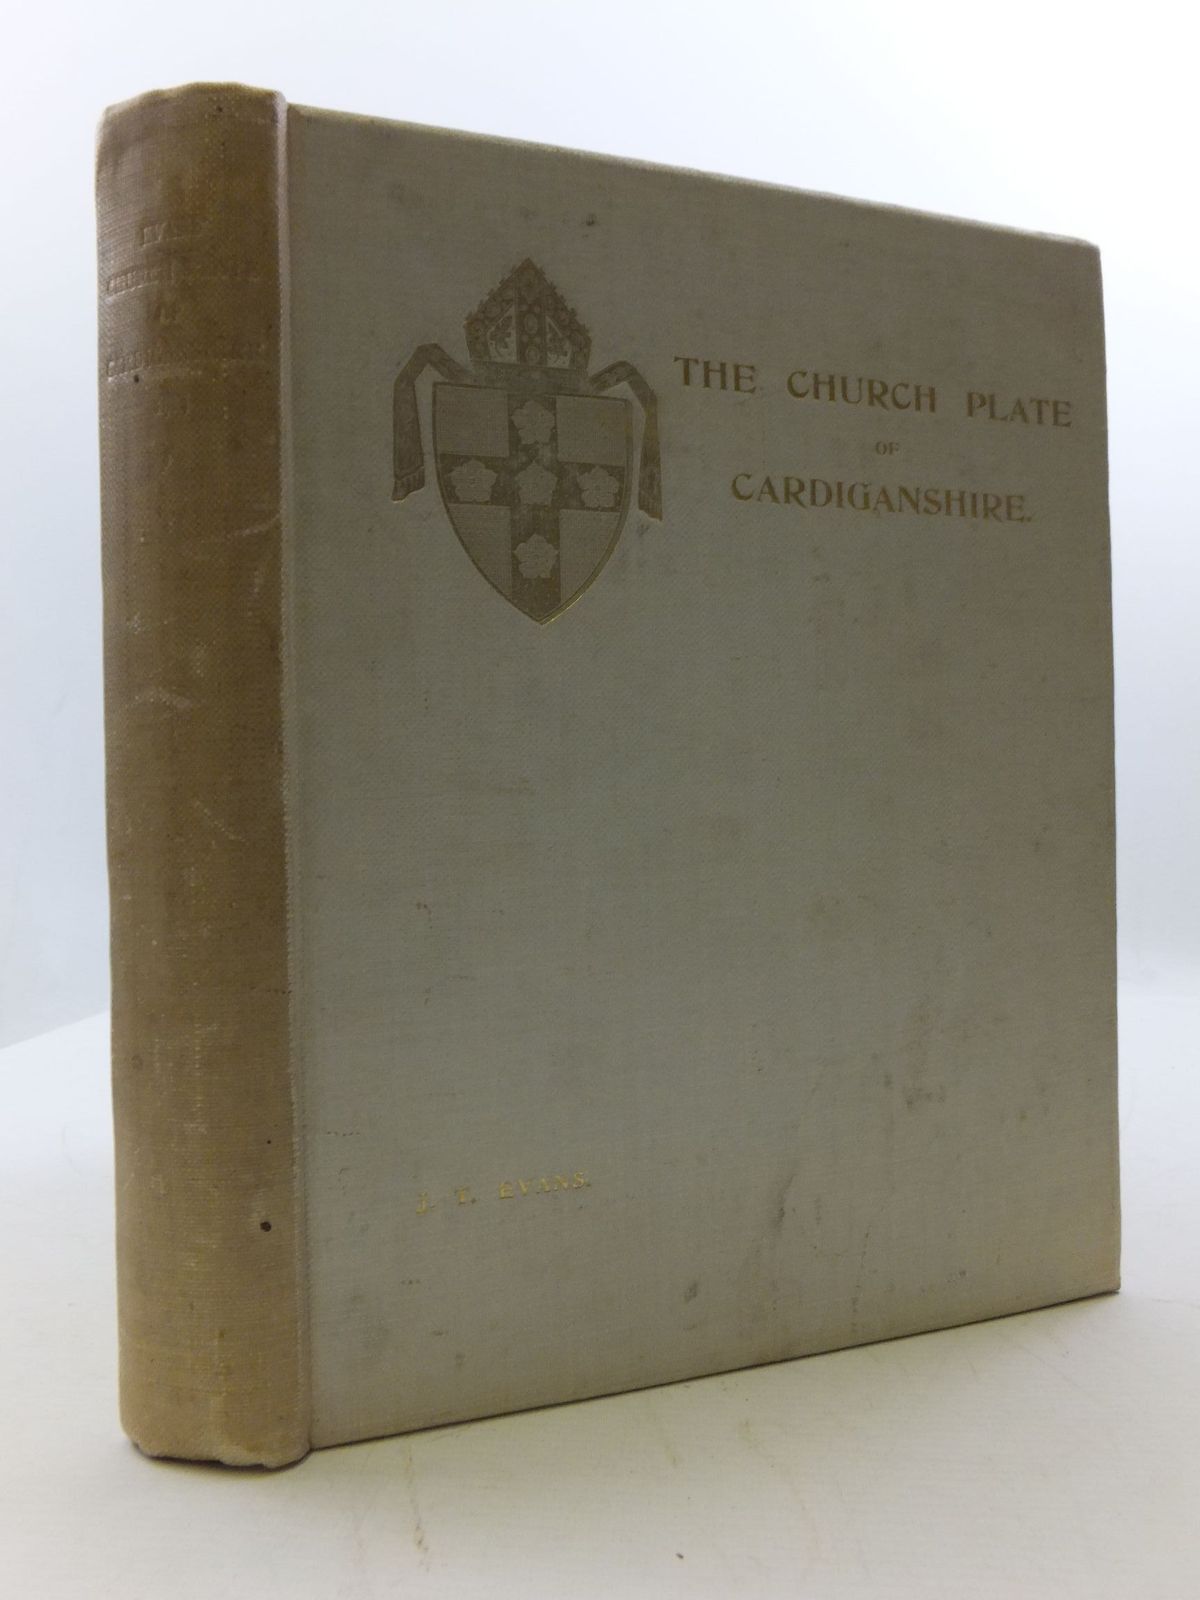 THE CHURCH PLATE
OF
CARDIGANSHIRE.
J. T. EVANS.